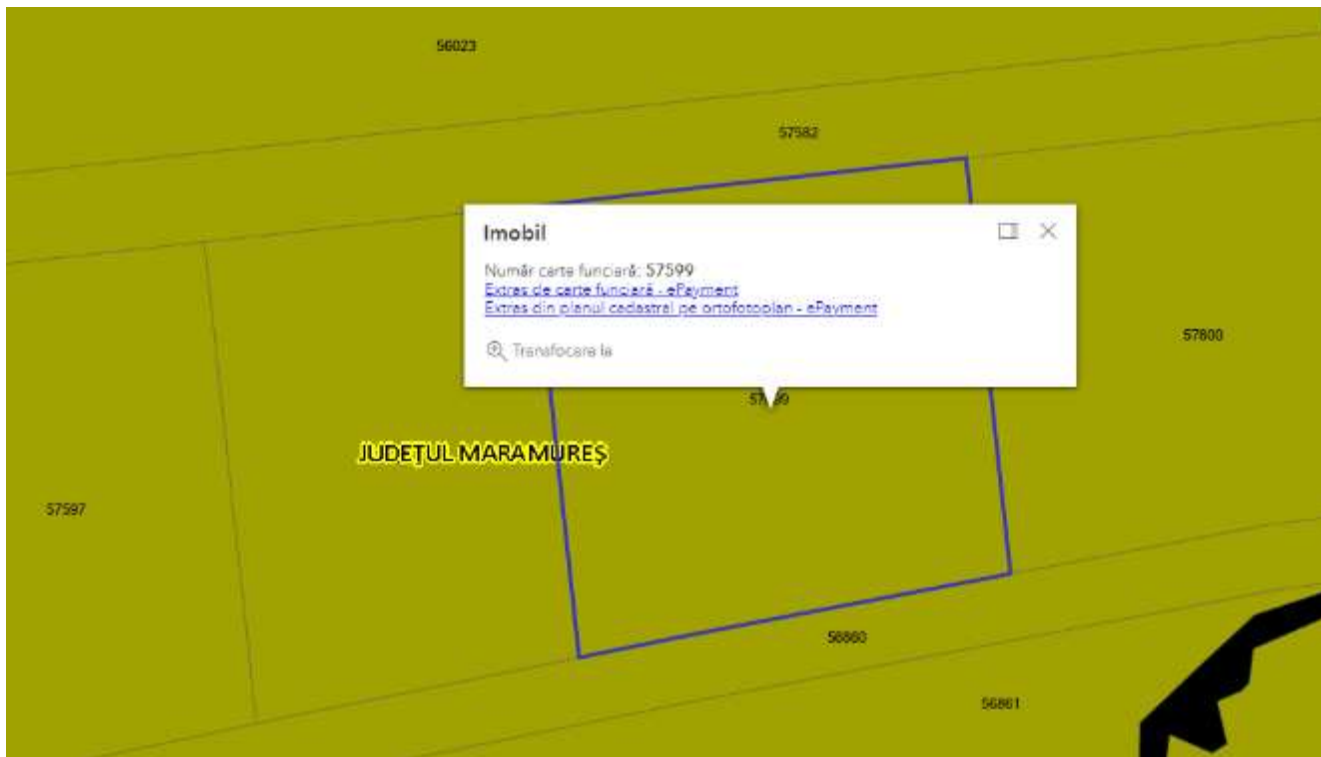 56023
57582
Imobil
Număr carte funciară: 57599
Extras de carte funciară - ePayment
Extras din planul cadastral pe ortofotoplan - ePayment
Transfocare la
57800
JUDEȚUL MARAMUREȘ
57597
56860
56861